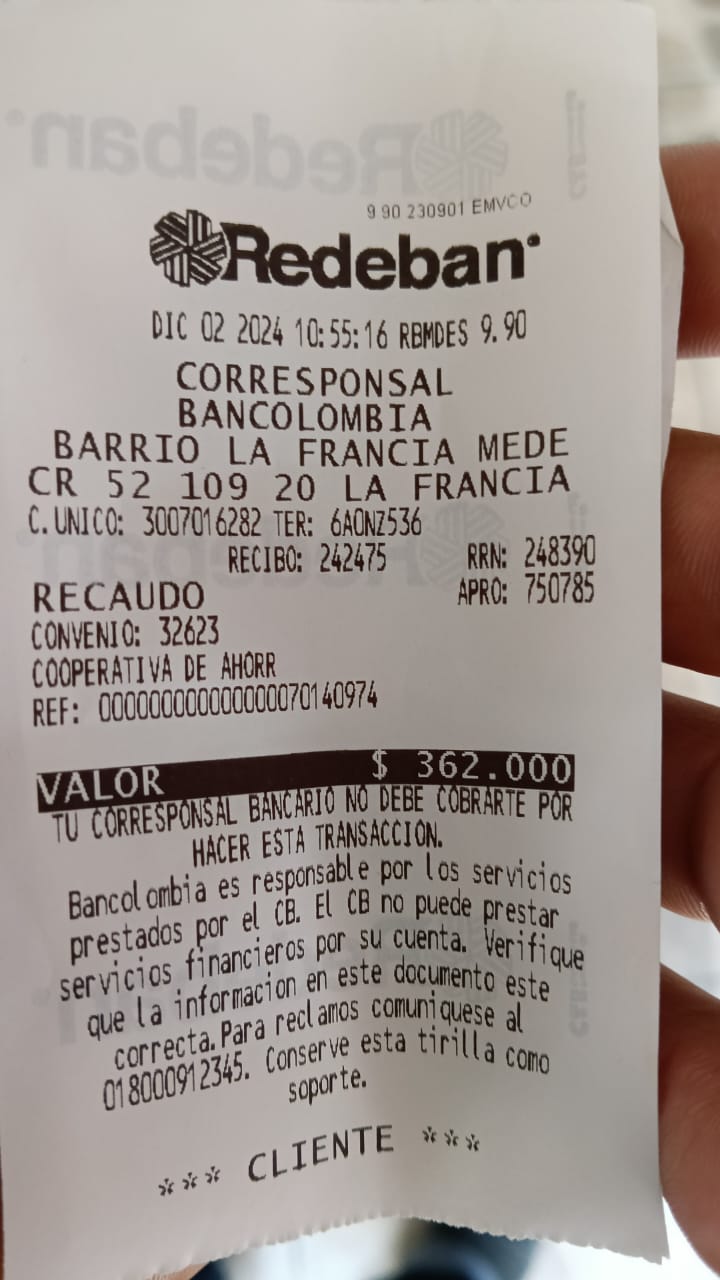 9 90 230901 EMVCO
Redeban
DIC 02 2024 10:55:16 RBMDES 9.90
CORRESPONSAL
BANCOLOMBIA
BARRIO LA FRANCIA MEDE
CR 52 109 20 LA FRANCIA
C.UNICO: 3007016282 TER: 6AONZ536
RECIBO: 242475 RRN: 248390
RECAUDO APRO: 750785
CONVENIO: 32623
COOPERATIVA DE AHORR
REF: 000000000000000070140974
VALOR $ 362.000
TU CORRESPONSAL BANCARIO NO DEBE COBRARTE POR
HACER ESTA TRANSACCION.
Bancolombia es responsable por los servicios
prestados por el CB. El CB no puede prestar
servicios financieros por su cuenta. Verifique
que la informacion en este documento este
correcta.Para reclamos comuniquese al
018000912345. Conserve esta tirilla como
soporte.
*** CLIENTE ***